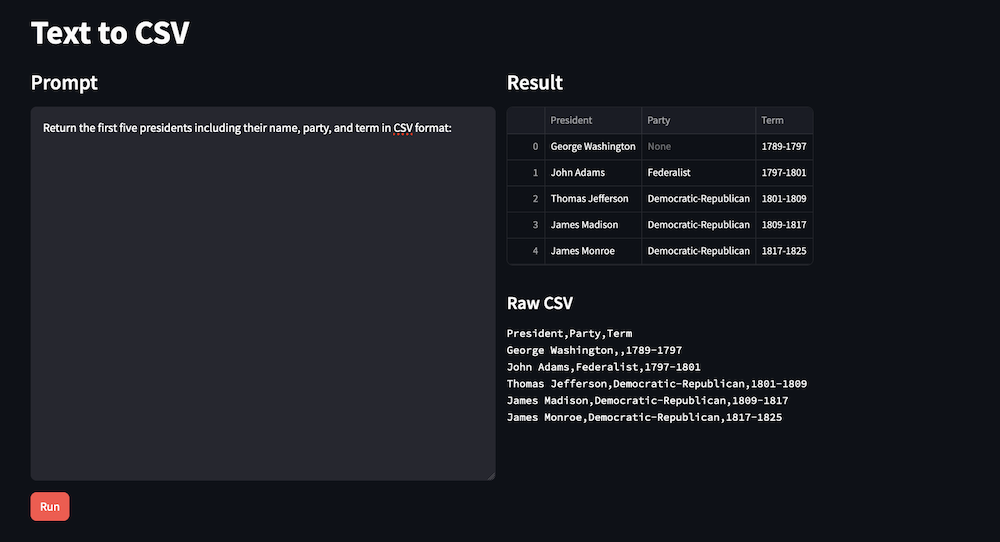 Text to CSV
Prompt
Return the first five presidents including their name, party, and term in CSV format:
Run
Result
President Party Term
0 George Washington None 1789-1797
1 John Adams Federalist 1797-1801
2 Thomas Jefferson Democratic-Republican 1801-1809
3 James Madison Democratic-Republican 1809-1817
4 James Monroe Democratic-Republican 1817-1825
Raw CSV
President,Party,Term
George Washington,,1789-1797
John Adams,Federalist,1797-1801
Thomas Jefferson,Democratic-Republican,1801-1809
James Madison,Democratic-Republican,1809-1817
James Monroe,Democratic-Republican,1817-1825